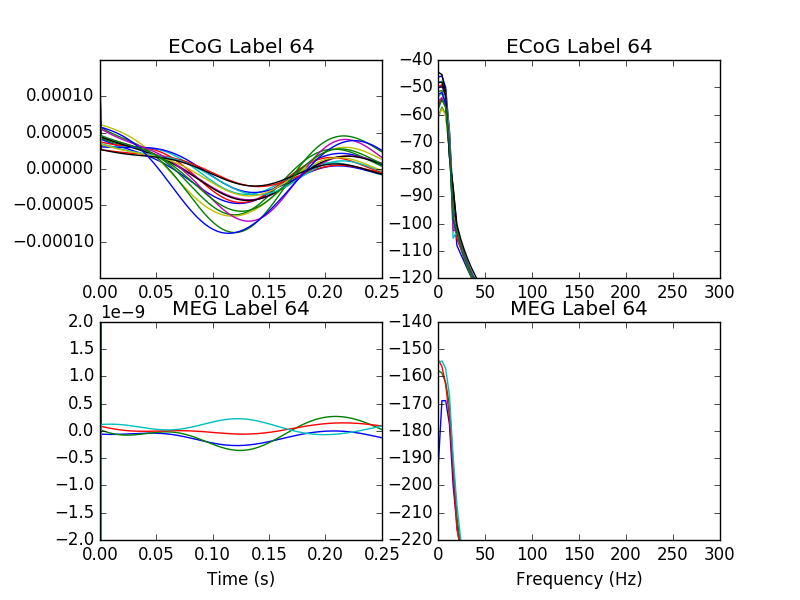 ECoG Label 64
0.00010
0.00005
0.00000
−0.00005
−0.00010
0.00 0.05 0.10 0.15 0.20 0.25
ECoG Label 64
−40
−50
−60
−70
−80
−90
−100
−110
−120
0 50 100 150 200 250 300
MEG Label 64
1e−9
2.0
1.5
1.0
0.5
0.0
−0.5
−1.0
−1.5
−2.0
0.00 0.05 0.10 0.15 0.20 0.25
Time (s)
MEG Label 64
−140
−150
−160
−170
−180
−190
−200
−210
−220
0 50 100 150 200 250 300
Frequency (Hz)